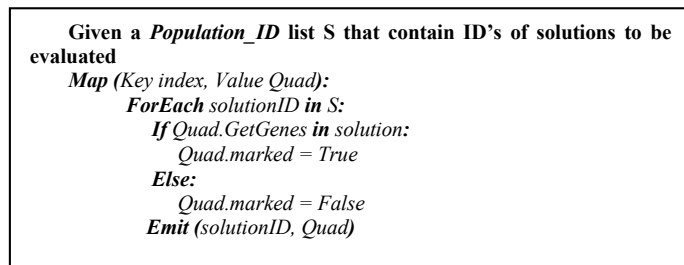 Given a Population_ID list S that contain ID's of solutions to be
evaluated
Map (Key index, Value Quad):
ForEach solutionID in S:
If Quad.GetGenes in solution:
Quad.marked = True
Else:
Quad.marked = False
Emit (solutionID, Quad)